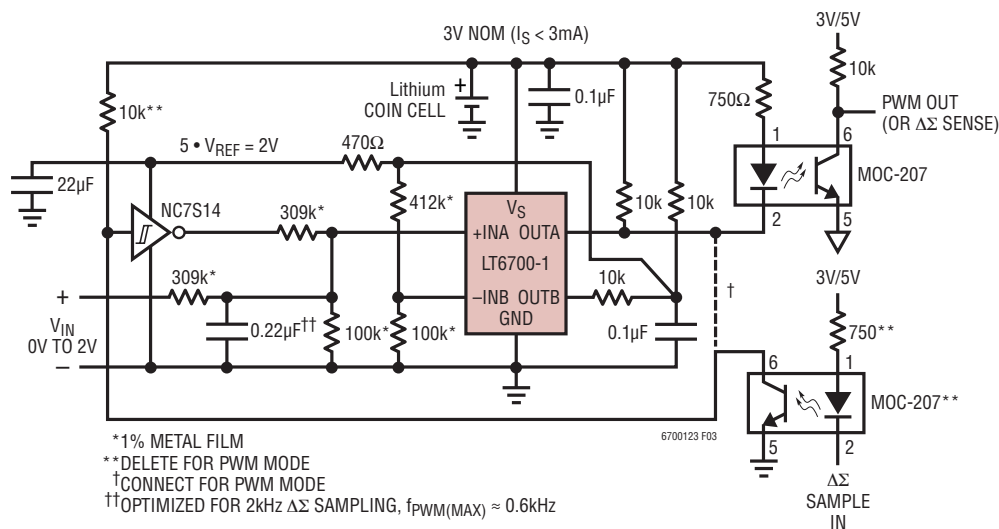 3V NOM (IS < 3mA)
3V/5V
10k**
Lithium
COIN CELL
+
0.1µF
750Ω
10k
PWM OUT
(OR ΔΣ SENSE)
1
6
MOC-207
2
5
5 • VREF = 2V
470Ω
22µF
NC7S14
309k*
412k*
VS
10k
10k
+INA OUTA
LT6700-1
–INB OUTB
GND
10k
†
3V/5V
+
309k*
VIN
0V TO 2V
–
0.22µF††
100k*
100k*
0.1µF
750**
6
1
MOC-207**
5
2
6700123 F03
ΔΣ
SAMPLE
IN
*1% METAL FILM
**DELETE FOR PWM MODE
†CONNECT FOR PWM MODE
††OPTIMIZED FOR 2kHz ΔΣ SAMPLING, fPWM(MAX) ≈ 0.6kHz